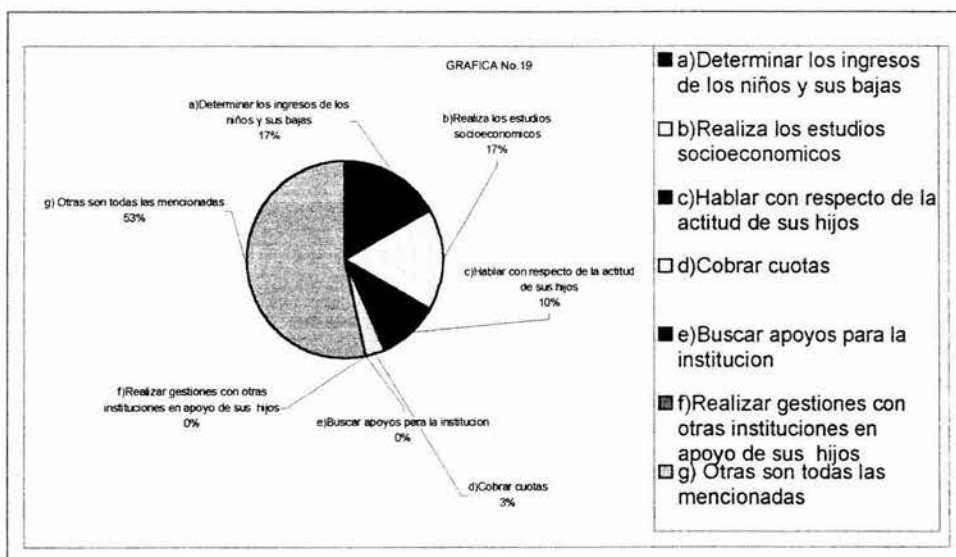 GRAFICA No.19
a)Determinar los ingresos de los
niños y sus bajas
17%
b)Realiza los estudios
socioeconomicos
17%
g) Otras son todas las mencionadas
53%
c)Hablar con respecto de la actitud
de sus hijos
10%
f)Realizar gestiones con otras
instituciones en apoyo de sus hijos
0%
e)Buscar apoyos para la institucion
0%
d)Cobrar cuotas
3%
a)Determinar los ingresos
de los niños y sus bajas
b)Realiza los estudios
socioeconomicos
c)Hablar con respecto de la
actitud de sus hijos
d)Cobrar cuotas
e)Buscar apoyos para la
institucion
f)Realizar gestiones con
otras instituciones en
apoyo de sus hijos
g) Otras son todas las
mencionadas